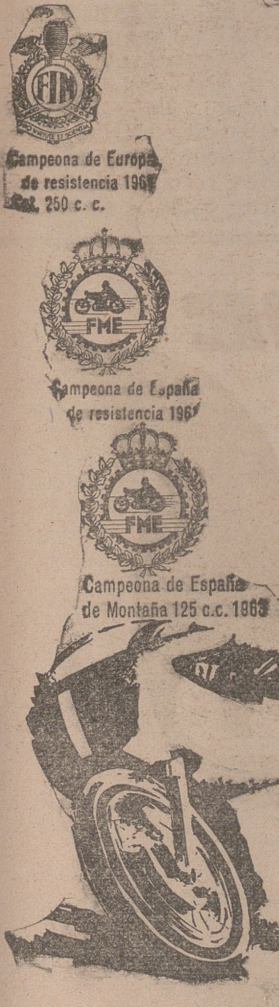 FIM
Campeona de Europa
de resistencia
Cat. 250 c. c.
FME
Campeona de España
de resistencia
FME
Campeona de España
de Montaña 125 c.c. 1963